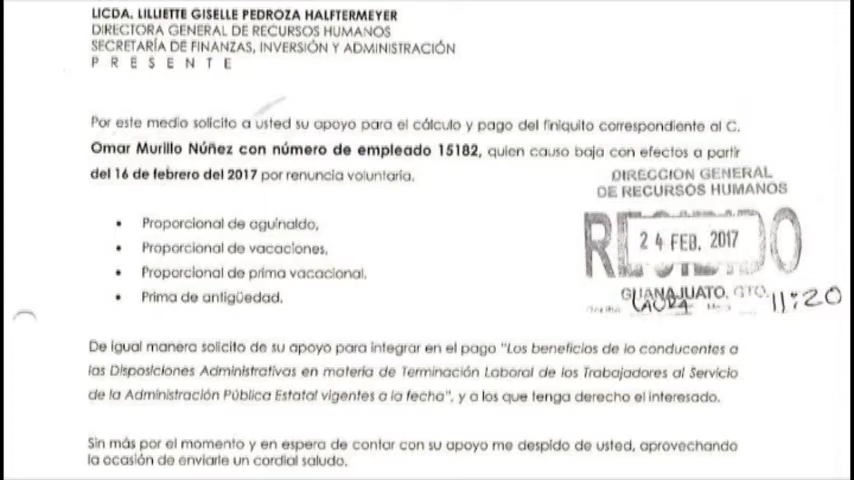 LICDA. LILLIETTE GISELLE PEDROZA HALFTERMEYER
DIRECTORA GENERAL DE RECURSOS HUMANOS
SECRETARÍA DE FINANZAS, INVERSIÓN Y ADMINISTRACIÓN
P R E S E N T E
Por este medio solicito a usted su apoyo para el cálculo y pago del finiquito correspondiente al C.
Omar Murillo Núñez con número de empleado 15182, quien causo baja con efectos a partir
del 16 de febrero del 2017 por renuncia voluntaria.
DIRECCION GENERAL
DE RECURSOS HUMANOS
RECIBIDO
24 FEB. 2017
GUANAJUATO, GTO.
LAURA
11:20
• Proporcional de aguinaldo,
• Proporcional de vacaciones,
• Proporcional de prima vacacional,
• Prima de antigüedad.
De igual manera solicito de su apoyo para integrar en el pago "Los beneficios de lo conducentes a
las Disposiciones Administrativas en materia de Terminación Laboral de los Trabajadores al Servicio
de la Administración Pública Estatal vigentes a la fecha", y a los que tenga derecho el interesado.
Sin más por el momento y en espera de contar con su apoyo me despido de usted, aprovechando
la ocasión de enviarle un cordial saludo.